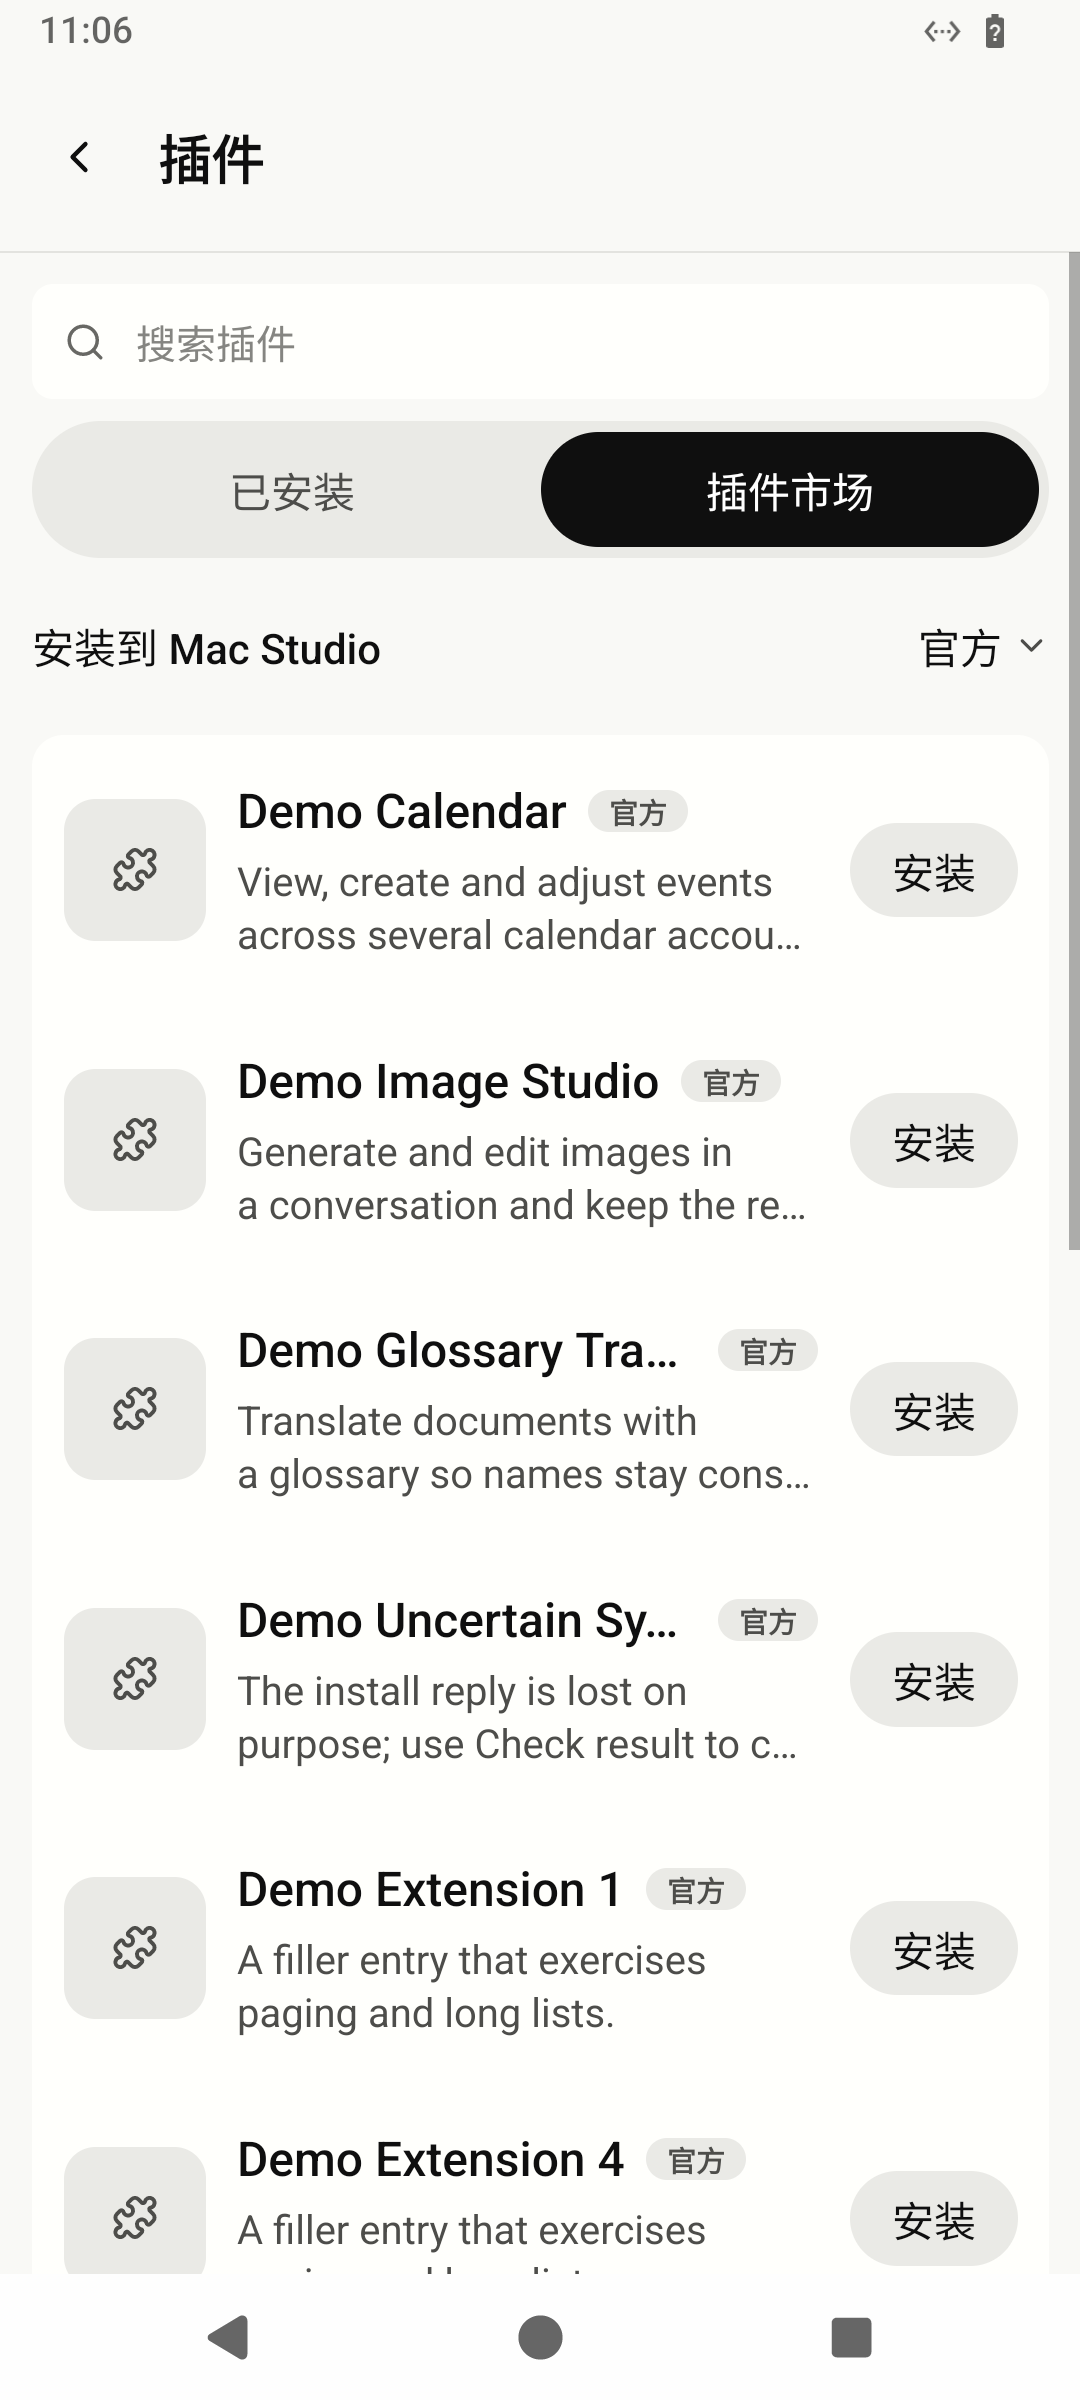 11:06
插件
搜索插件
已安装
插件市场
安装到 Mac Studio
官方
Demo Calendar 官方
View, create and adjust events
across several calendar accou…
安装
Demo Image Studio 官方
Generate and edit images in
a conversation and keep the re…
安装
Demo Glossary Tra… 官方
Translate documents with
a glossary so names stay cons…
安装
Demo Uncertain Sy… 官方
The install reply is lost on
purpose; use Check result to c…
安装
Demo Extension 1 官方
A filler entry that exercises
paging and long lists.
安装
Demo Extension 4 官方
A filler entry that exercises
安装